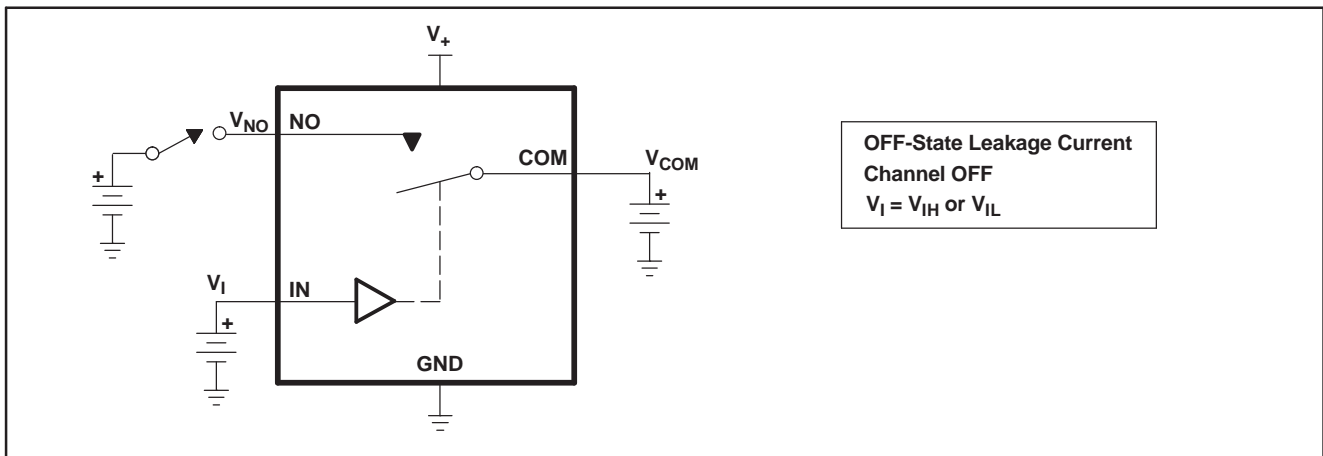 V+
VNO
NO
COM
VCOM
+
+
VI
IN
+
GND
OFF-State Leakage Current
Channel OFF
VI = VIH or VIL